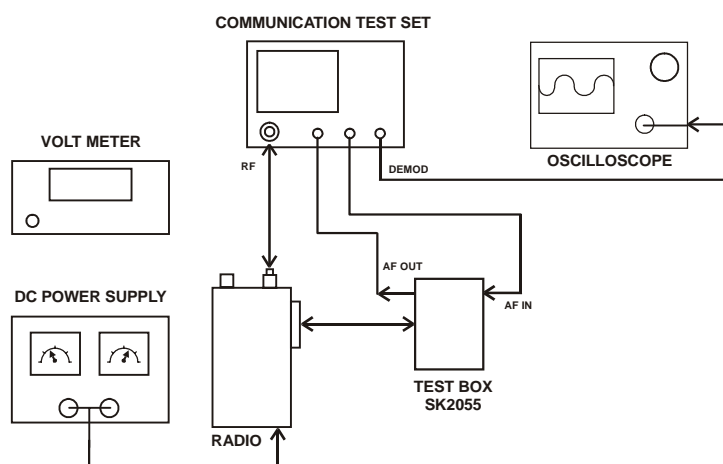 COMMUNICATION TEST SET
VOLT METER
OSCILLOSCOPE
RF
DEMOD
DC POWER SUPPLY
AF OUT
AF IN
TEST BOX
SK2055
RADIO